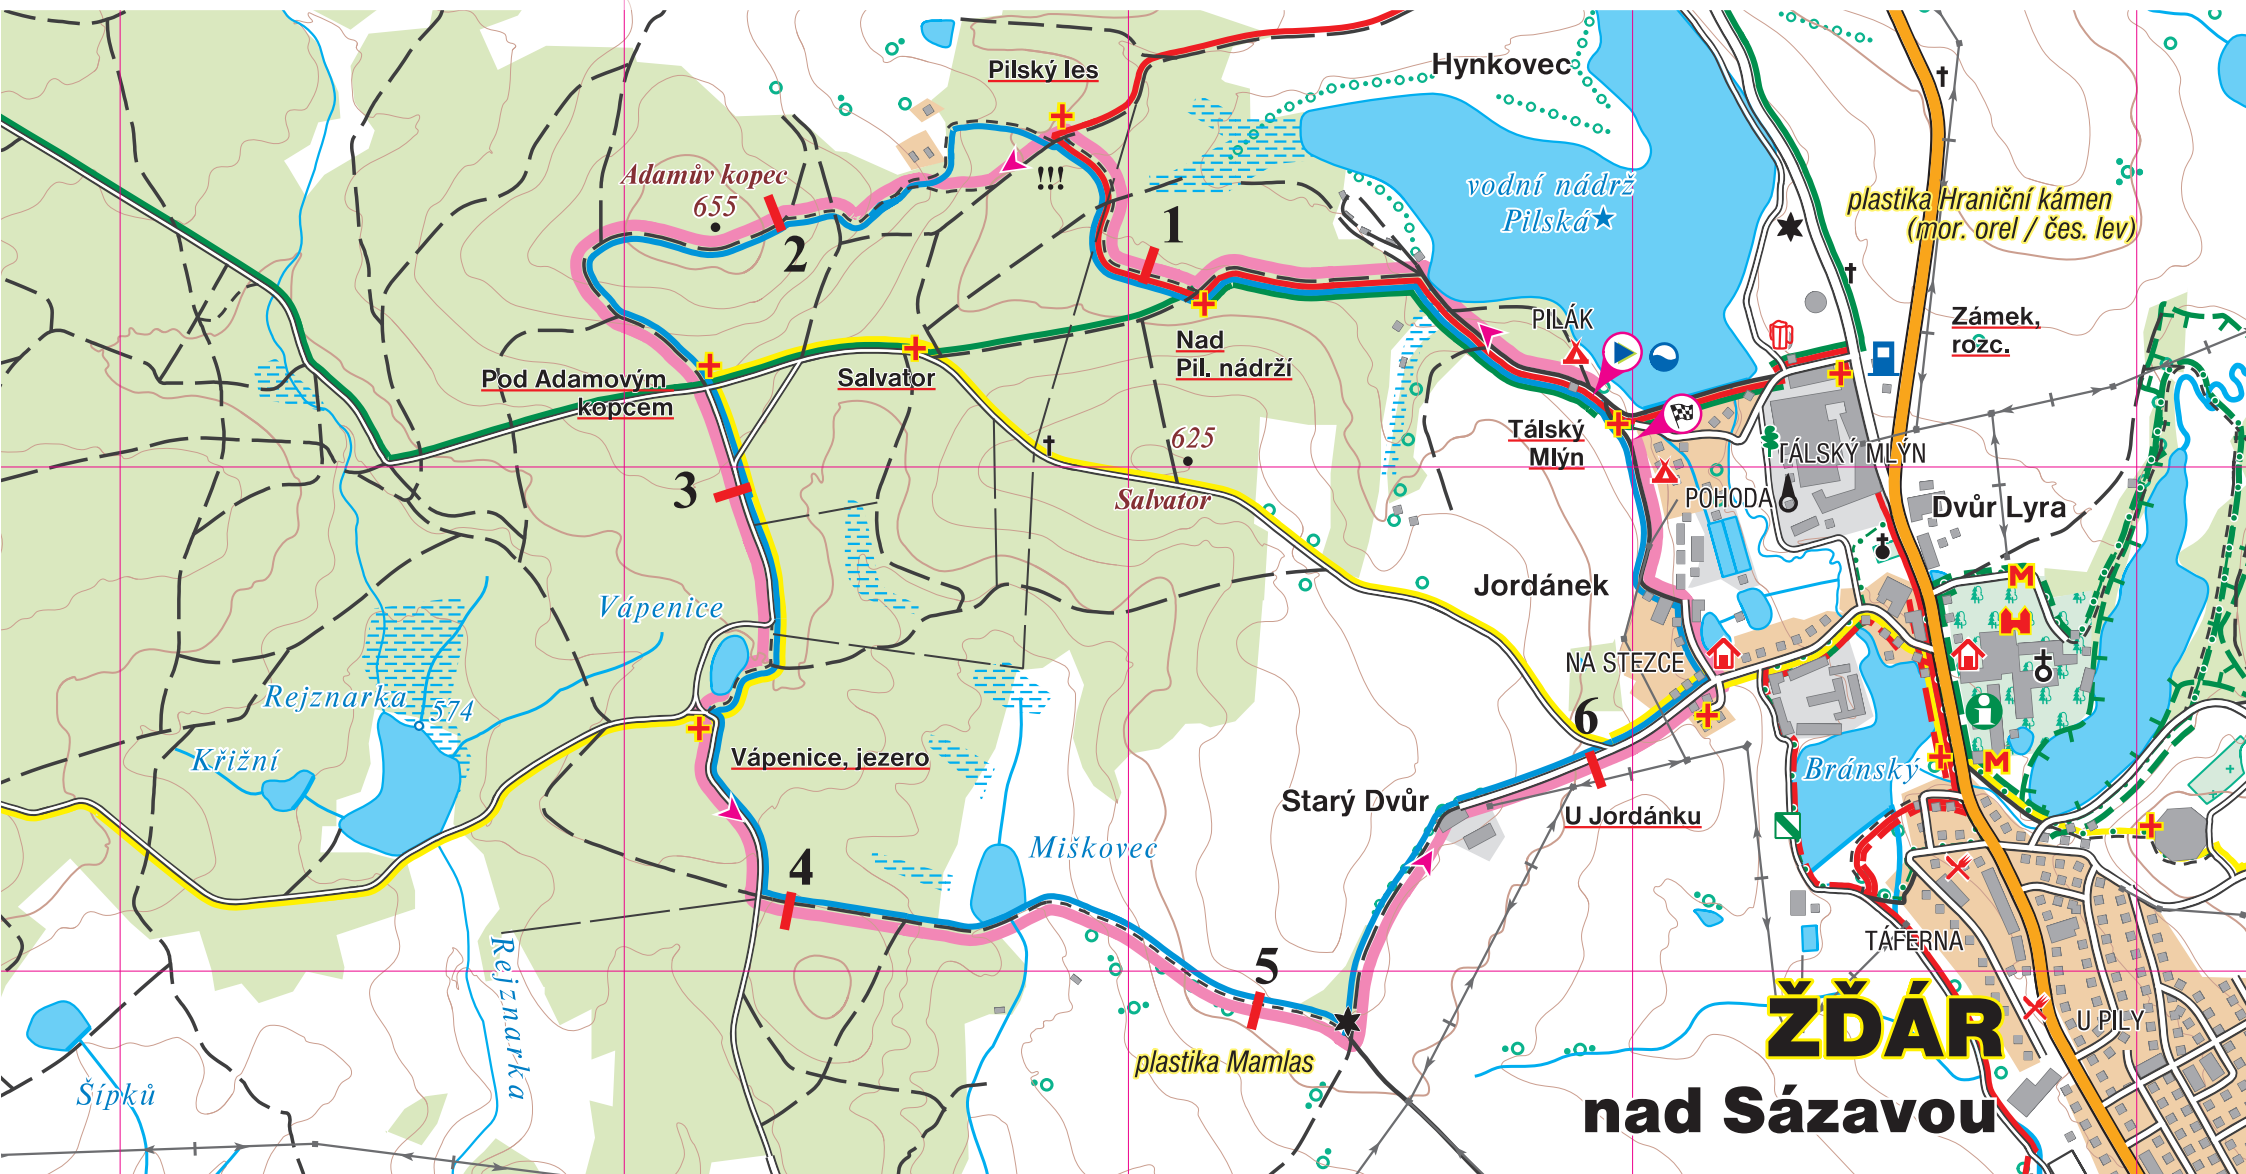 Pilský les
Hynkovec
Adamův kopec
655
!!!
1
2
vodní nádrž
Pilská
plastika Hraniční kámen
(mor. orel / čes. lev)
PILÁK
Zámek,
rozc.
Nad
Pil. nádrží
Pod Adamovým
kopcem
Salvator
Tálský
Mlýn
625
Salvator
3
TÁLSKÝ MLÝN
POHODA
Dvůr Lyra
Jordánek
M
Vápenice
NA STEZCE
Rejznarka
574
Křižní
6
Vápenice, jezero
Bránský
M
Starý Dvůr
U Jordánku
Miškovec
4
TÁFERNA
Rejznarka
5
plastika Mamlas
U PILY
Šípků
ŽĎÁR
nad Sázavou